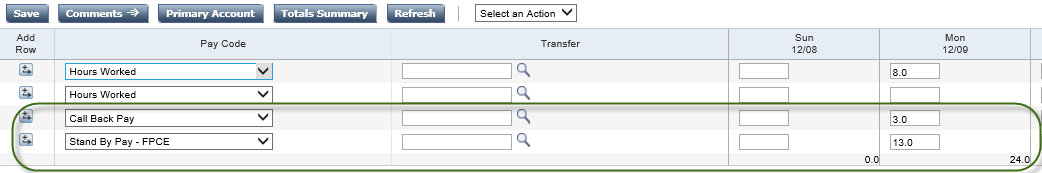 Save Comments Primary Account Totals Summary Refresh Select an Action
Add Row Pay Code Transfer Sun 12/08 Mon 12/09
Hours Worked 8.0
Hours Worked
Call Back Pay 3.0
Stand By Pay - FPCE 13.0
0.0 24.0